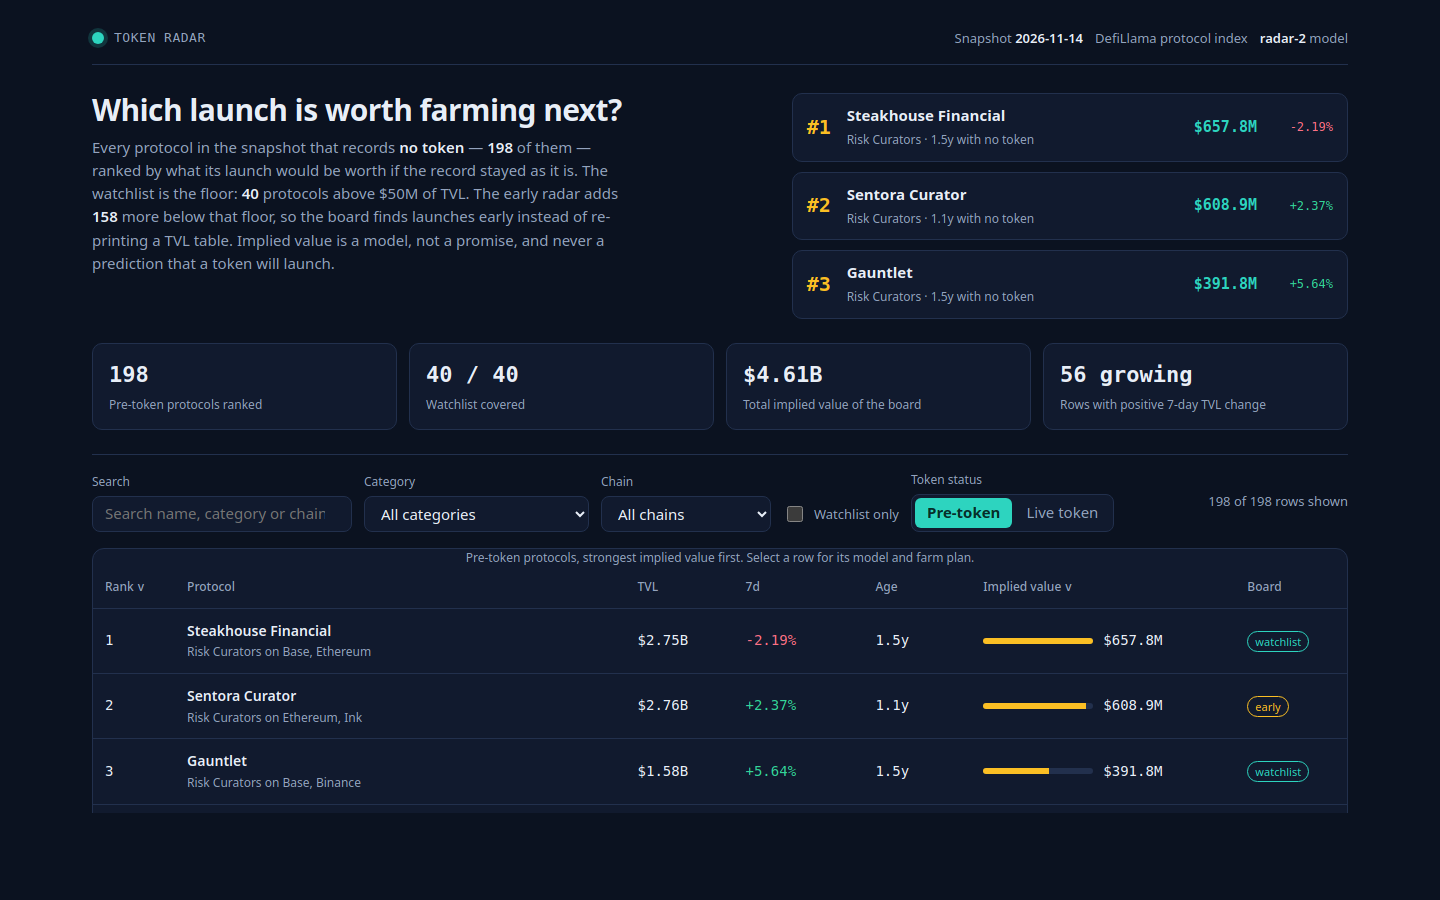 TOKEN RADAR
Snapshot 2026-11-14 DefiLlama protocol index radar-2 model
Which launch is worth farming next?
Every protocol in the snapshot that records no token — 198 of them —
ranked by what its launch would be worth if the record stayed as it is. The
watchlist is the floor: 40 protocols above $50M of TVL. The early radar adds
158 more below that floor, so the board finds launches early instead of re-
printing a TVL table. Implied value is a model, not a promise, and never a
prediction that a token will launch.
#1 Steakhouse Financial $657.8M -2.19%
Risk Curators · 1.5y with no token
#2 Sentora Curator $608.9M +2.37%
Risk Curators · 1.1y with no token
#3 Gauntlet $391.8M +5.64%
Risk Curators · 1.5y with no token
198
Pre-token protocols ranked
40 / 40
Watchlist covered
$4.61B
Total implied value of the board
56 growing
Rows with positive 7-day TVL change
Search Category Chain Token status
Search name, category or chain All categories All chains Watchlist only Pre-token Live token 198 of 198 rows shown
Pre-token protocols, strongest implied value first. Select a row for its model and farm plan.
Rank v Protocol TVL 7d Age Implied value v Board
1 Steakhouse Financial $2.75B -2.19% 1.5y $657.8M watchlist
Risk Curators on Base, Ethereum
2 Sentora Curator $2.76B +2.37% 1.1y $608.9M early
Risk Curators on Ethereum, Ink
3 Gauntlet $1.58B +5.64% 1.5y $391.8M watchlist
Risk Curators on Base, Binance